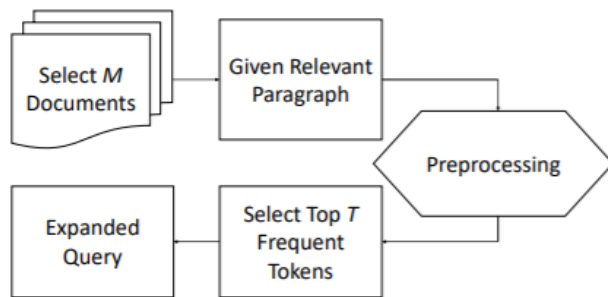 Select M
Documents
Given Relevant
Paragraph
Preprocessing
Select Top T
Frequent
Tokens
Expanded
Query